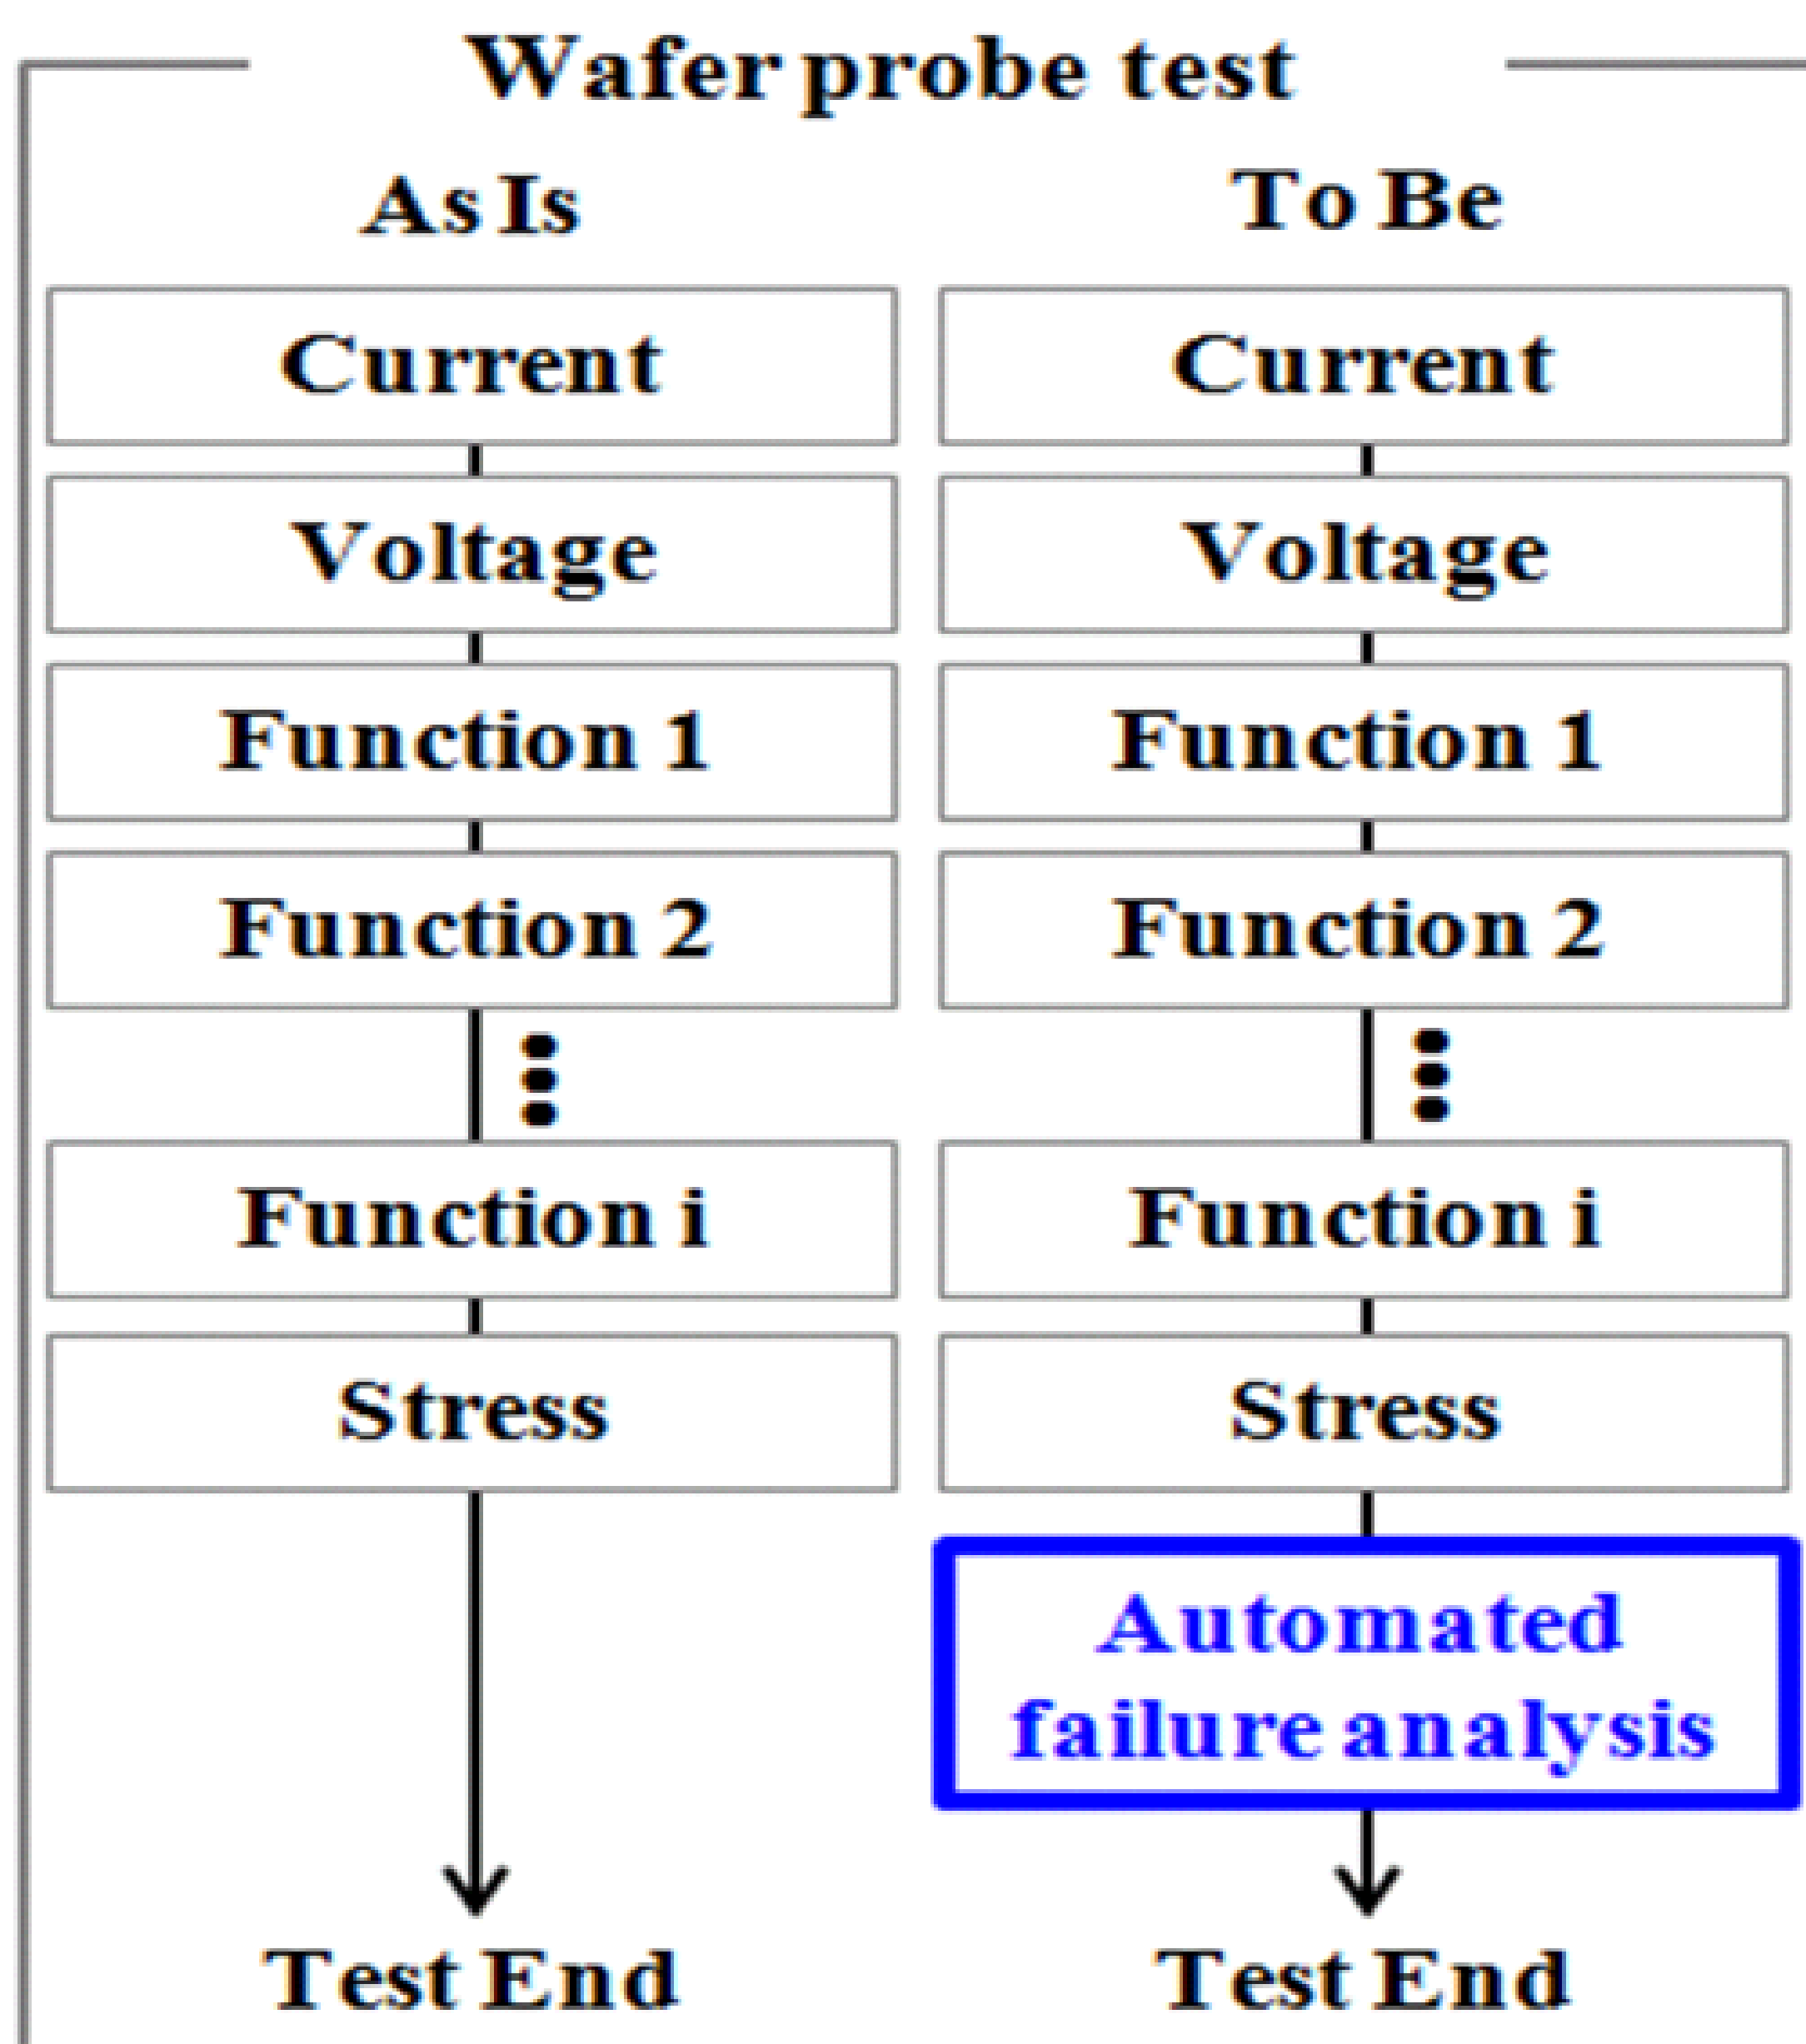 Wafer probe test
As Is
Current
Voltage
Function 1
Function 2
Function i
Stress
Test End
To Be
Current
Voltage
Function 1
Function 2
Function i
Stress
Automated
failure analysis
Test End